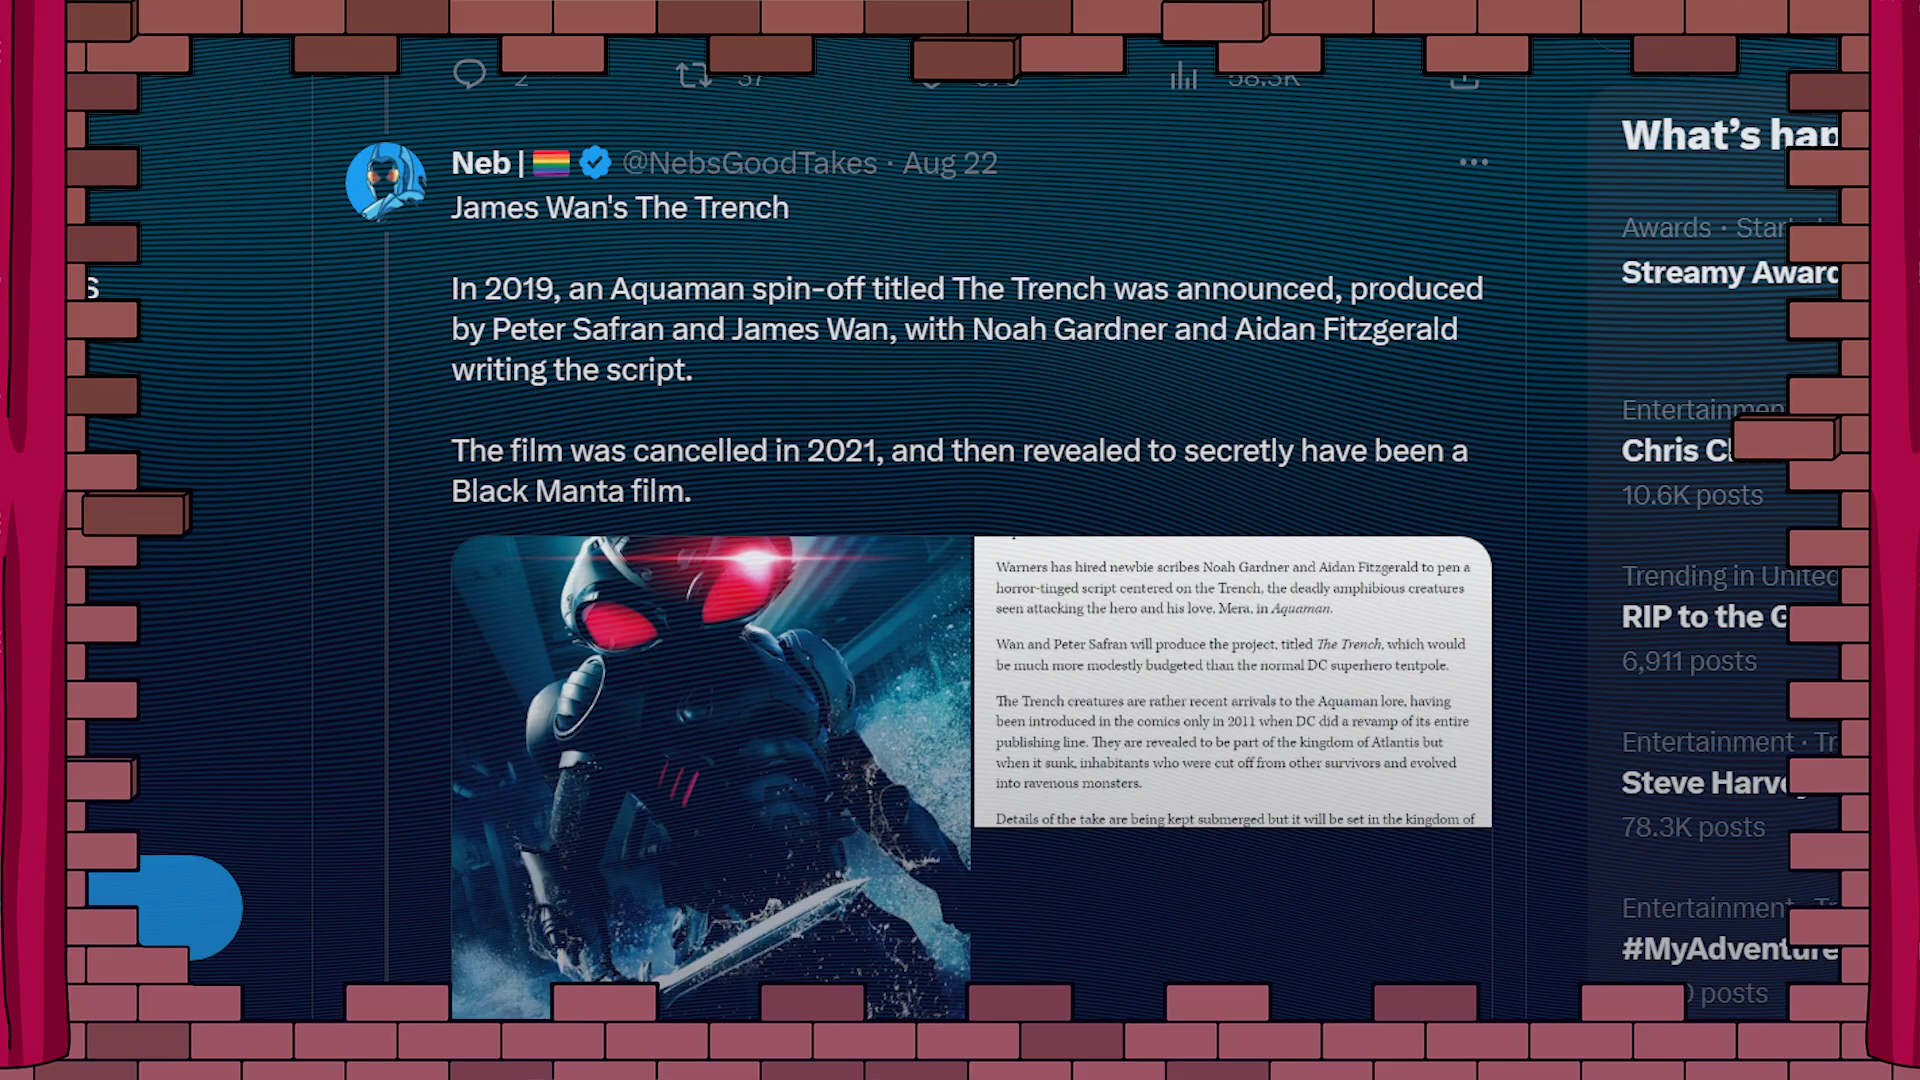 2 37 58.3K
Neb | @NebsGoodTakes · Aug 22
James Wan's The Trench
In 2019, an Aquaman spin-off titled The Trench was announced, produced
by Peter Safran and James Wan, with Noah Gardner and Aidan Fitzgerald
writing the script.
The film was cancelled in 2021, and then revealed to secretly have been a
Black Manta film.
Warners has hired newbie scribes Noah Gardner and Aidan Fitzgerald to pen a
horror-tinged script centered on the Trench, the deadly amphibious creatures
seen attacking the hero and his love, Mera, in Aquaman.
Wan and Peter Safran will produce the project, titled The Trench, which would
be much more modestly budgeted than the normal DC superhero tentpole.
The Trench creatures are rather recent arrivals to the Aquaman lore, having
been introduced in the comics only in 2011 when DC did a revamp of its entire
publishing line. They are revealed to be part of the kingdom of Atlantis but
when it sunk, inhabitants who were cut off from other survivors and evolved
into ravenous monsters.
Details of the take are being kept submerged but it will be set in the kingdom of
s
What's hap
Awards · Star
Streamy Award
Entertainmen
Chris C
10.6K posts
Trending in United
RIP to the G
6,911 posts
Entertainment · Tr
Steve Harve
78.3K posts
Entertainment · Tr
#MyAdventure
posts